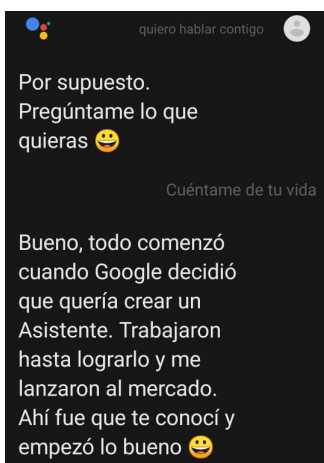 quiero hablar contigo
Por supuesto.
Pregúntame lo que
quieras 😀
Cuéntame de tu vida
Bueno, todo comenzó
cuando Google decidió
que quería crear un
Asistente. Trabajaron
hasta lograrlo y me
lanzaron al mercado.
Ahí fue que te conocí y
empezó lo bueno 😄